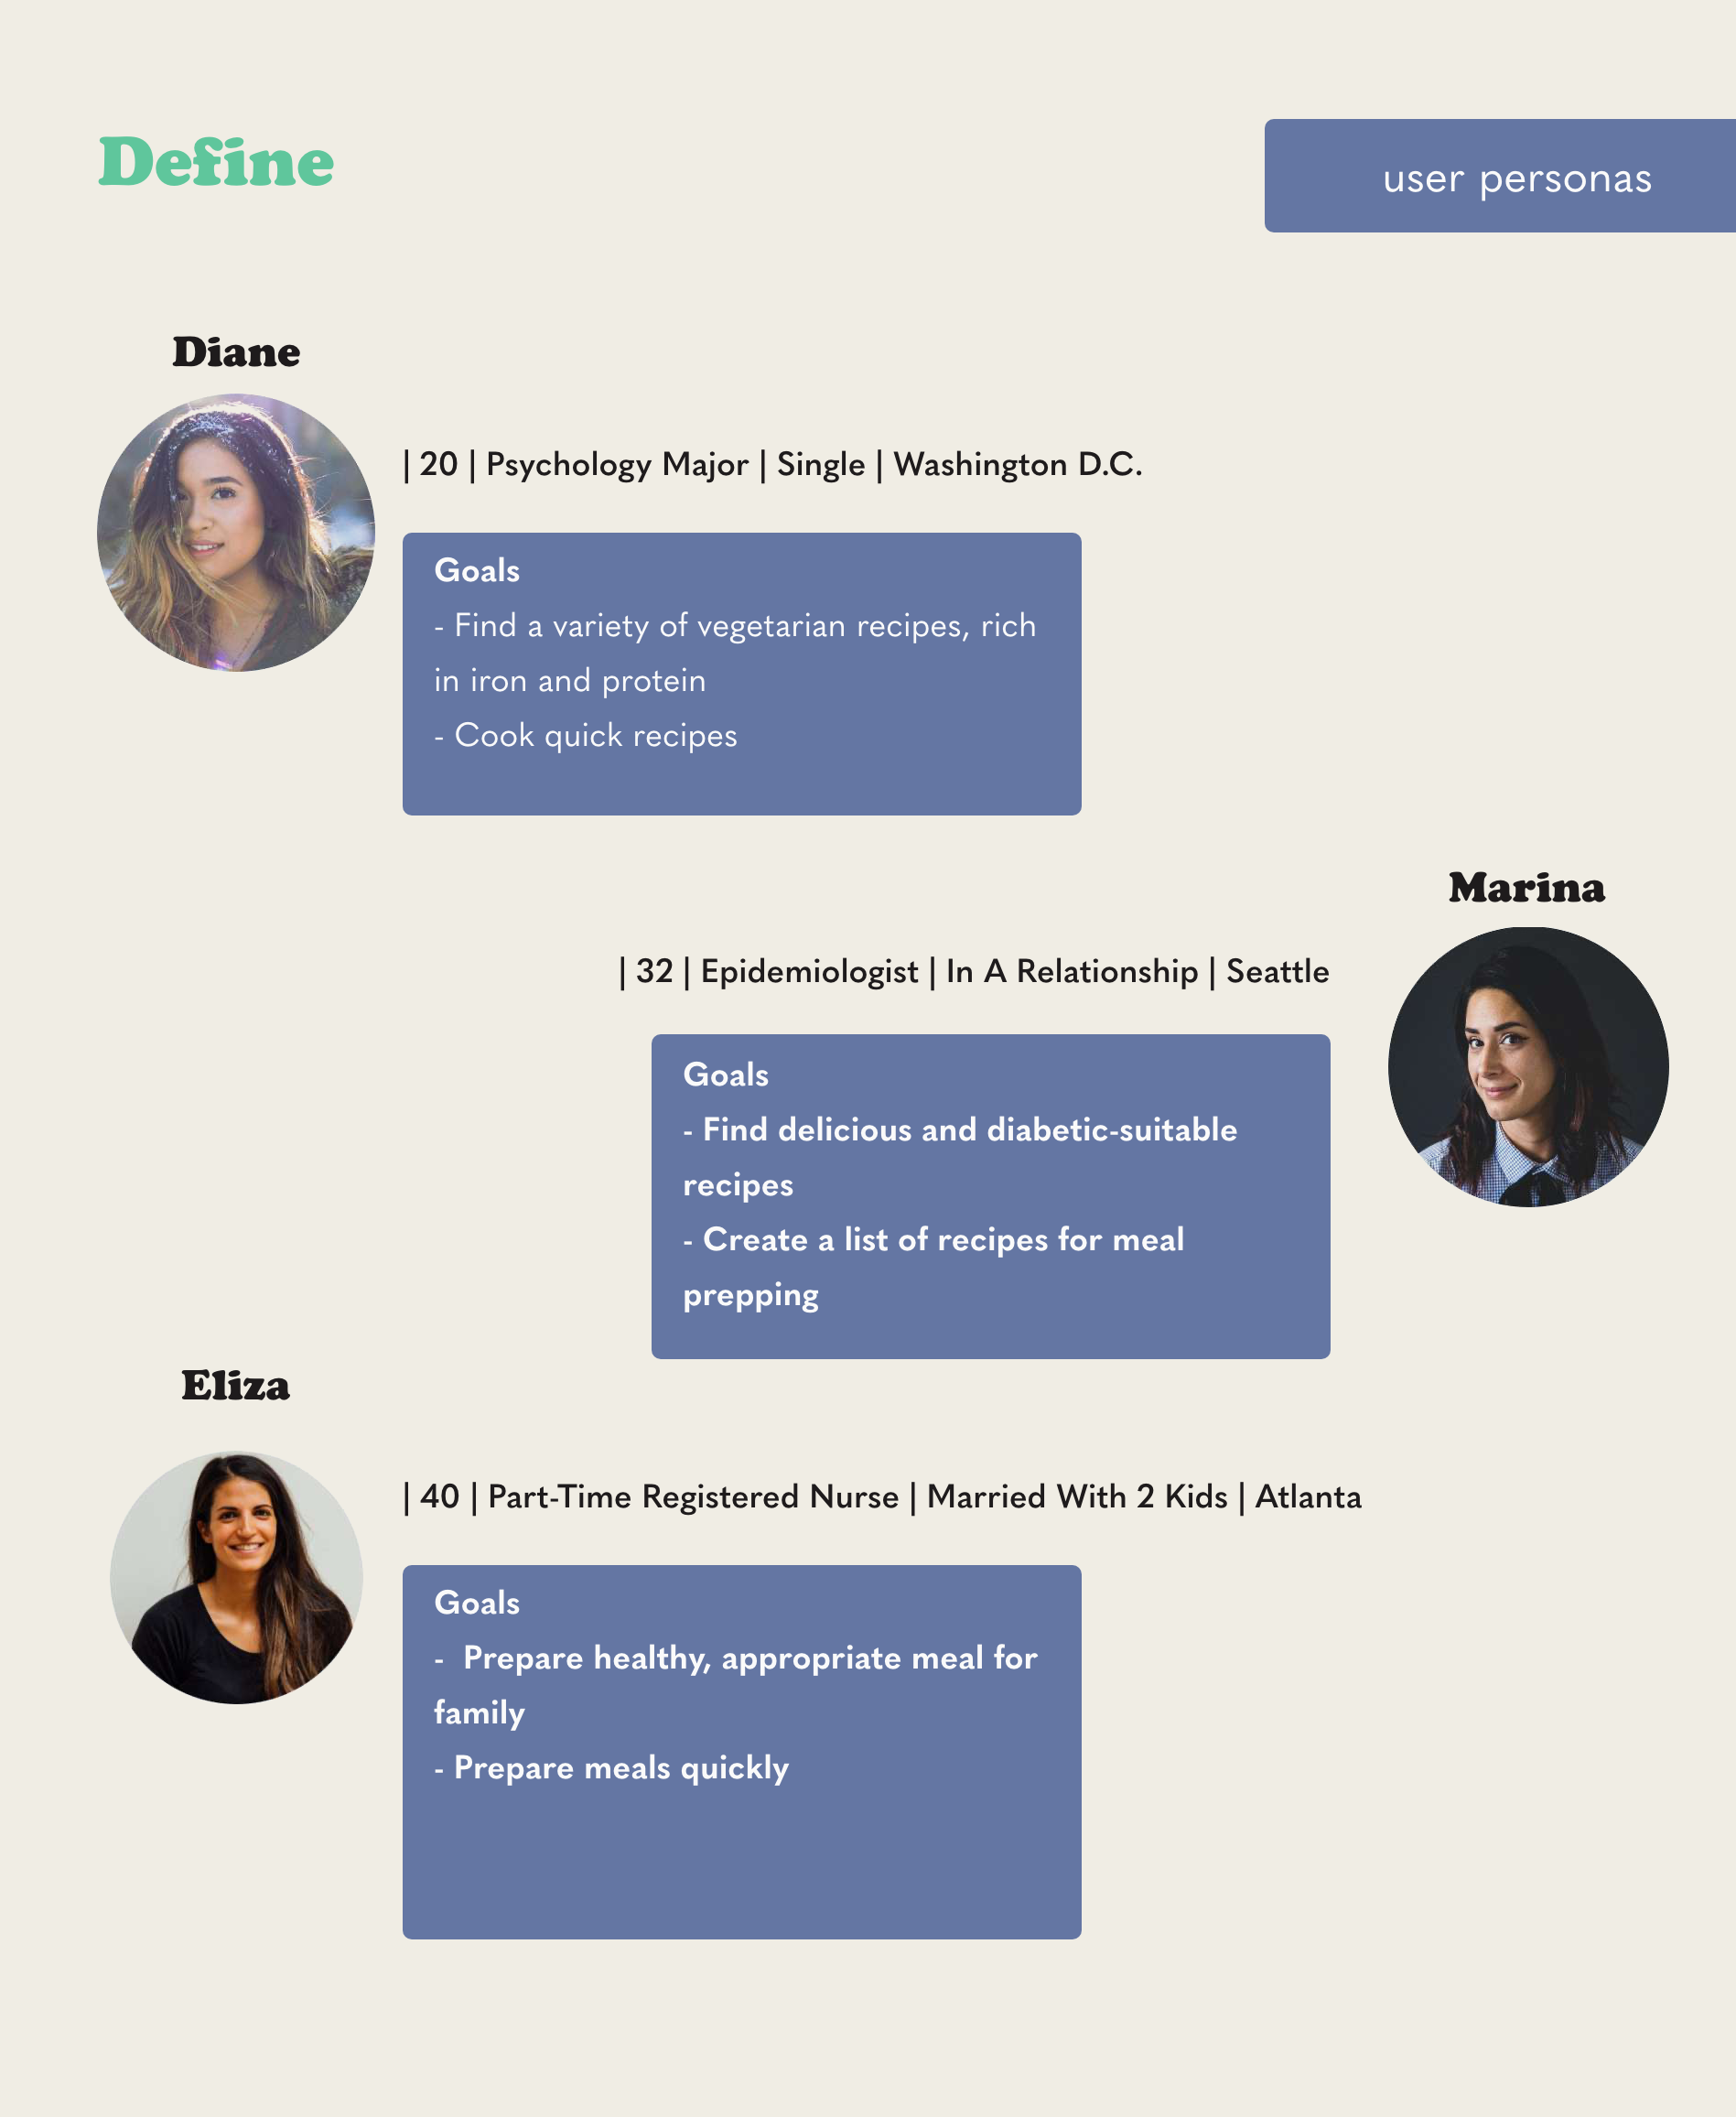 Define
user personas
Diane
| 20 | Psychology Major | Single | Washington D.C.
Goals
- Find a variety of vegetarian recipes, rich
in iron and protein
- Cook quick recipes
Marina
| 32 | Epidemiologist | In A Relationship | Seattle
Goals
- Find delicious and diabetic-suitable
recipes
- Create a list of recipes for meal
prepping
Eliza
| 40 | Part-Time Registered Nurse | Married With 2 Kids | Atlanta
Goals
-  Prepare healthy, appropriate meal for
family
- Prepare meals quickly